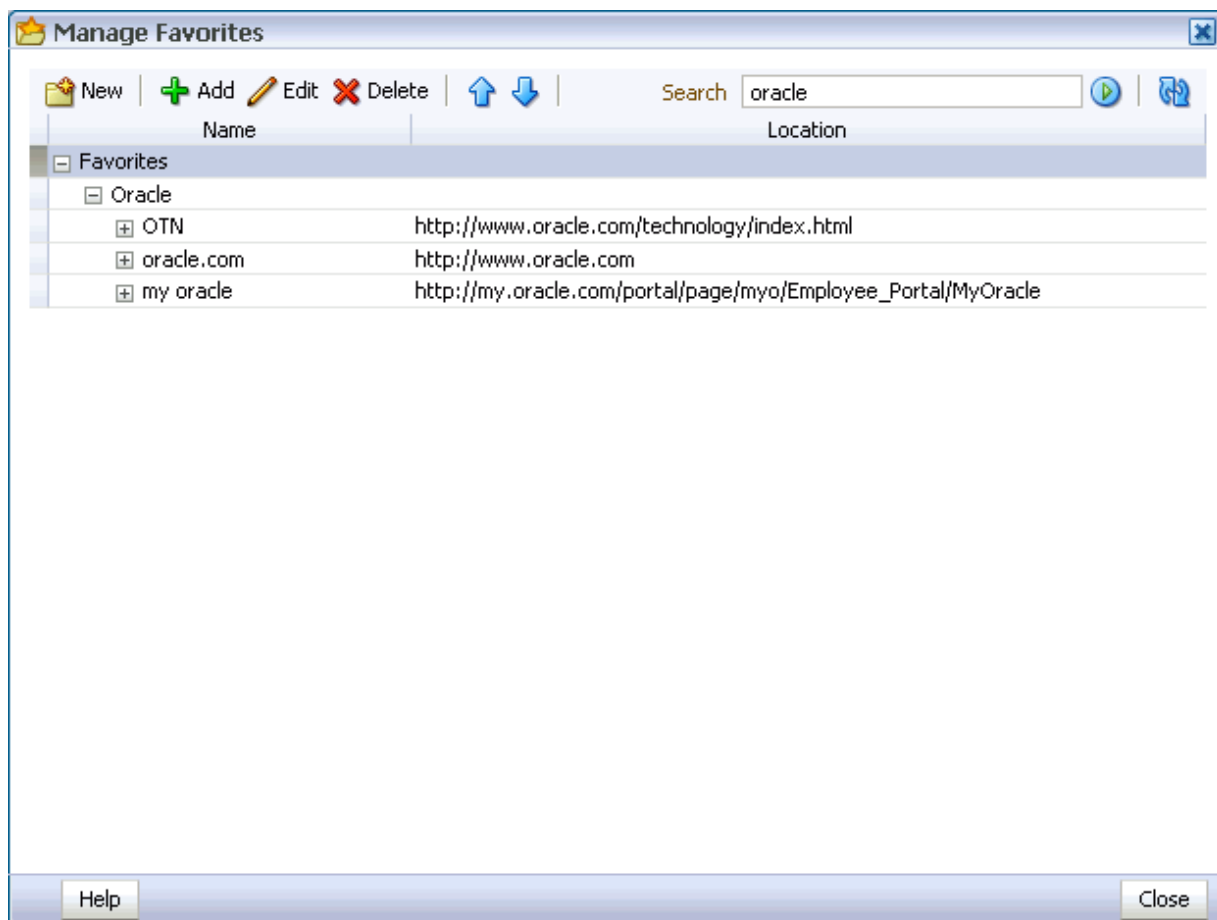 Manage Favorites
New Add Edit Delete Search oracle
Name Location
Favorites
Oracle
OTN http://www.oracle.com/technology/index.html
oracle.com http://www.oracle.com
my oracle http://my.oracle.com/portal/page/myo/Employee_Portal/MyOracle
Help Close